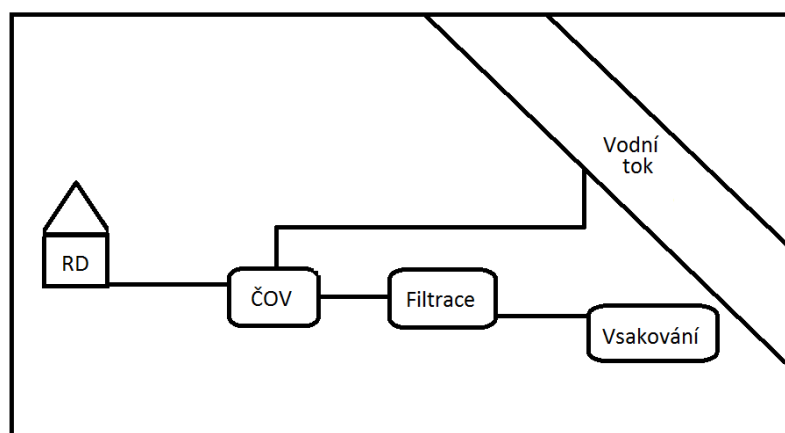 Vodní
tok
RD
ČOV
Filtrace
Vsakování